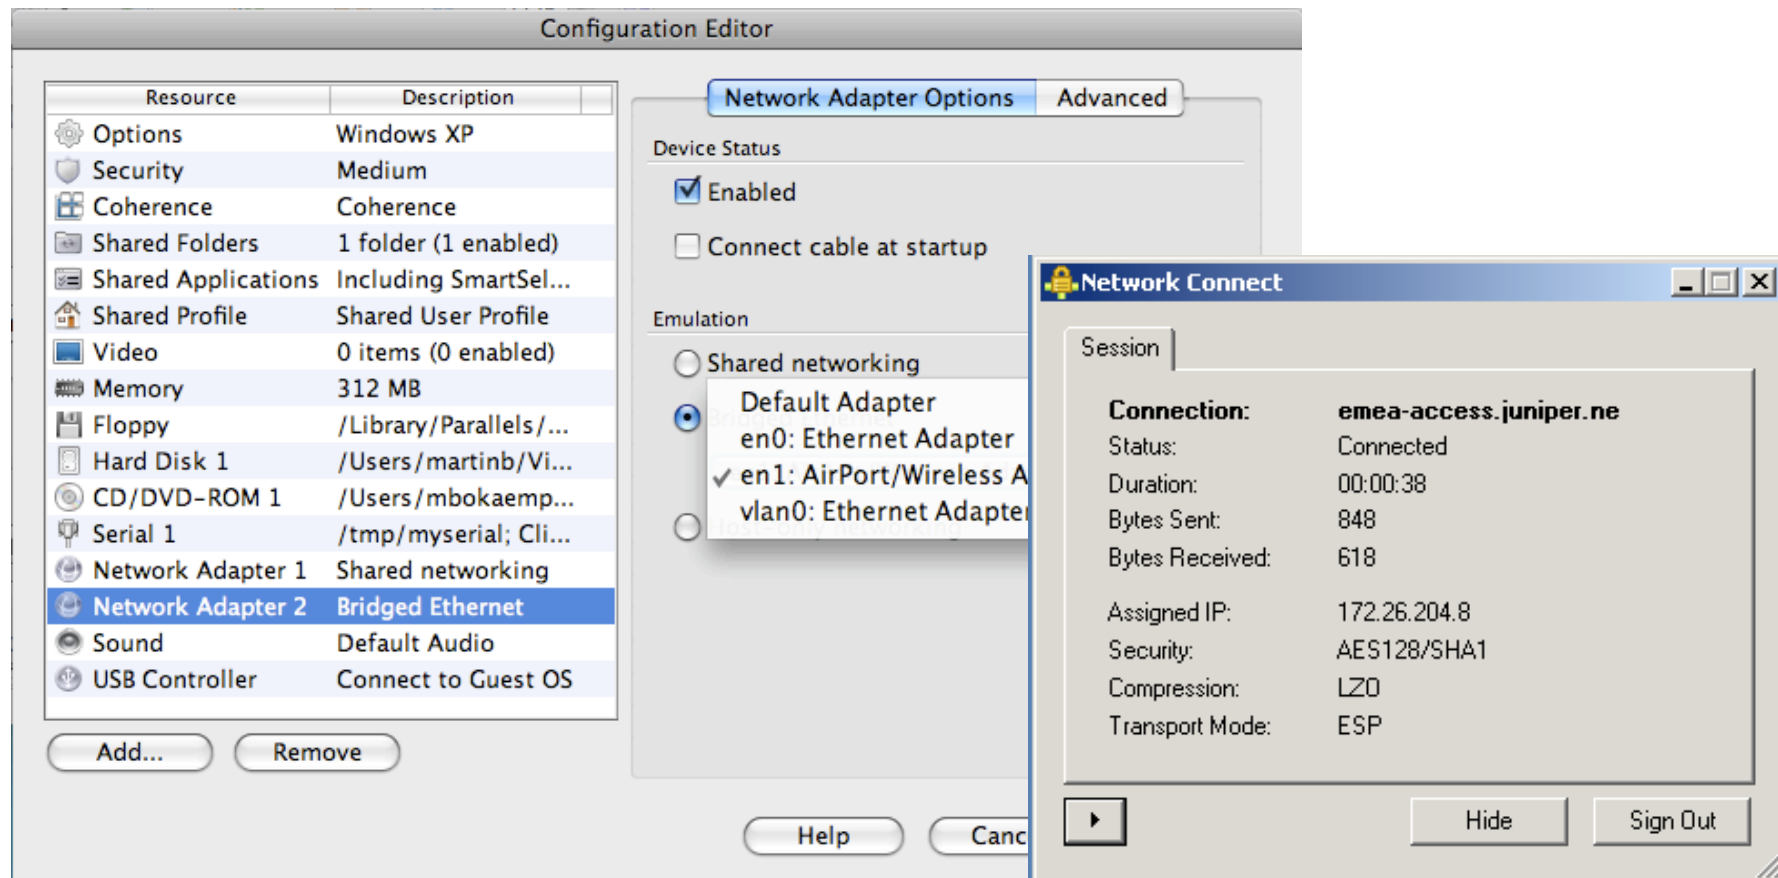 Configuration Editor
Resource Description
Options Windows XP
Security Medium
Coherence Coherence
Shared Folders 1 folder (1 enabled)
Shared Applications Including SmartSel...
Shared Profile Shared User Profile
Video 0 items (0 enabled)
Memory 312 MB
Floppy /Library/Parallels/...
Hard Disk 1 /Users/martinb/Vi...
CD/DVD-ROM 1 /Users/mbokaemp...
Serial 1 /tmp/myserial; Cli...
Network Adapter 1 Shared networking
Network Adapter 2 Bridged Ethernet
Sound Default Audio
USB Controller Connect to Guest OS
Add... Remove
Network Adapter Options Advanced
Device Status
Enabled
Connect cable at startup
Emulation
Shared networking
Default Adapter
Bridged Ethernet
en0: Ethernet Adapter
en1: AirPort/Wireless A
vlan0: Ethernet Adapter
Host-only networking
Help Canc
Network Connect
Session
Connection: emea-access.juniper.ne
Status: Connected
Duration: 00:00:38
Bytes Sent: 848
Bytes Received: 618
Assigned IP: 172.26.204.8
Security: AES128/SHA1
Compression: LZO
Transport Mode: ESP
Hide Sign Out